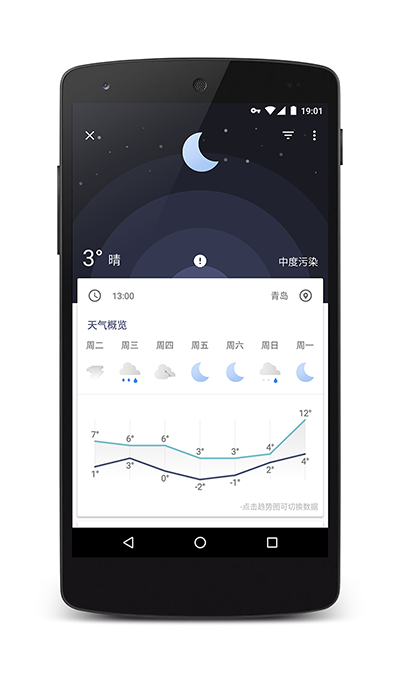 19:01
3° 晴
中度污染
13:00
青岛
天气概览
周二 周三 周四 周五 周六 周日 周一
7° 6° 6° 3° 3° 4° 12°
1° 3° 0° -2° -1° 2° 4°
-点击趋势图可切换数据